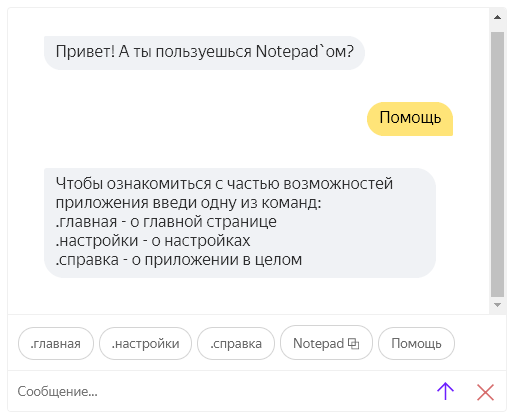 Привет! А ты пользуешься Notepad`ом?
Помощь
Чтобы ознакомиться с частью возможностей
приложения введи одну из команд:
.главная - о главной странице
.настройки - о настройках
.справка - о приложении в целом
.главная .настройки .справка Notepad Помощь
Сообщение...